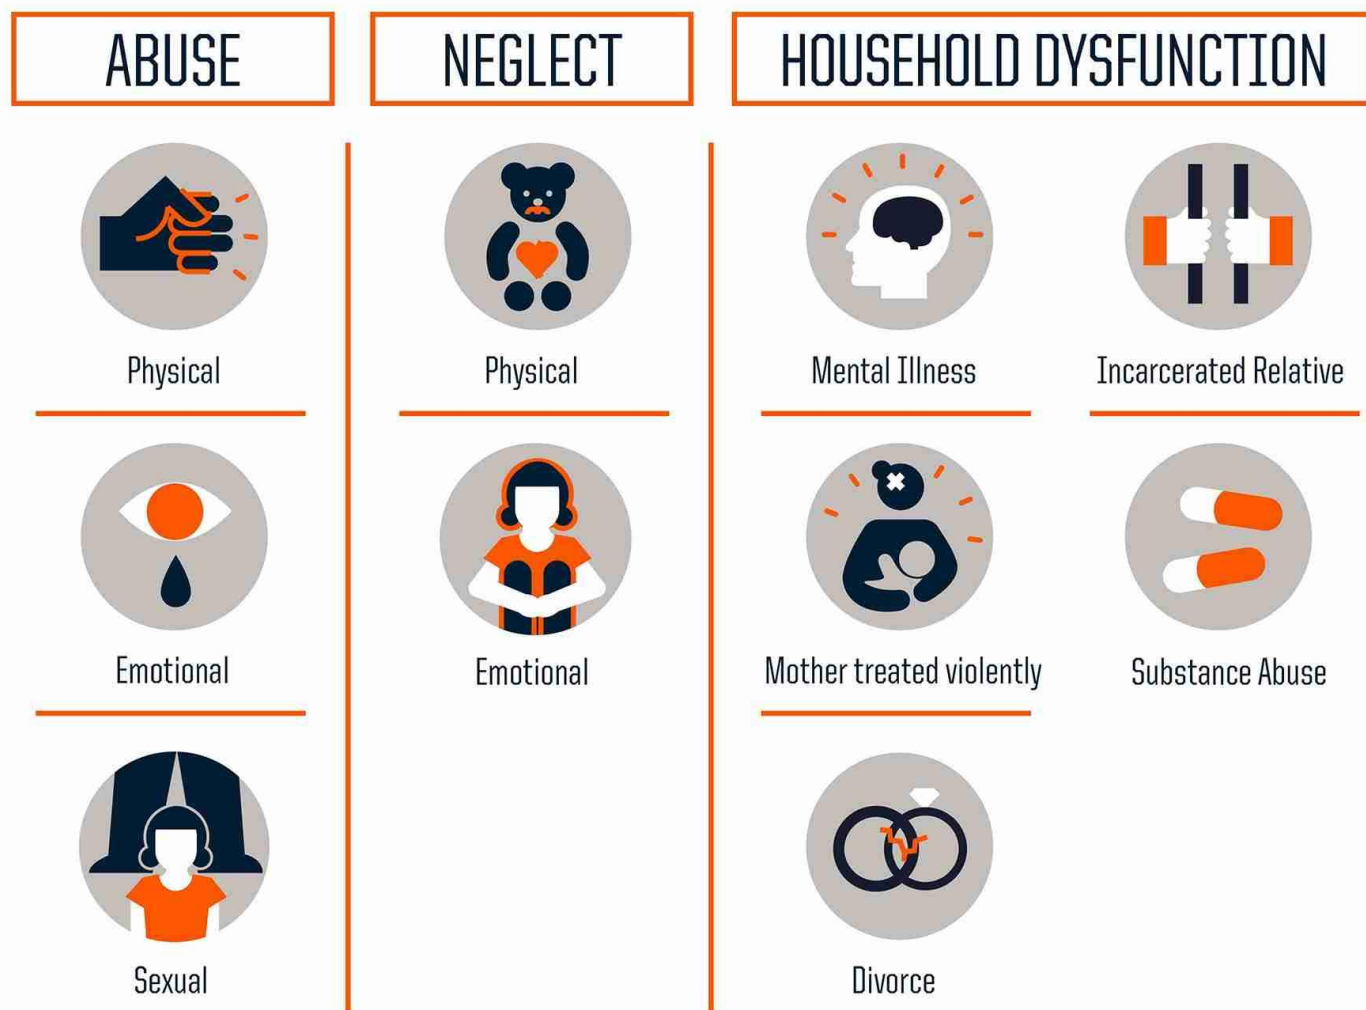 ABUSE
NEGLECT
HOUSEHOLD DYSFUNCTION
Physical
Physical
Mental Illness
Incarcerated Relative
Emotional
Emotional
Mother treated violently
Substance Abuse
Sexual
Divorce